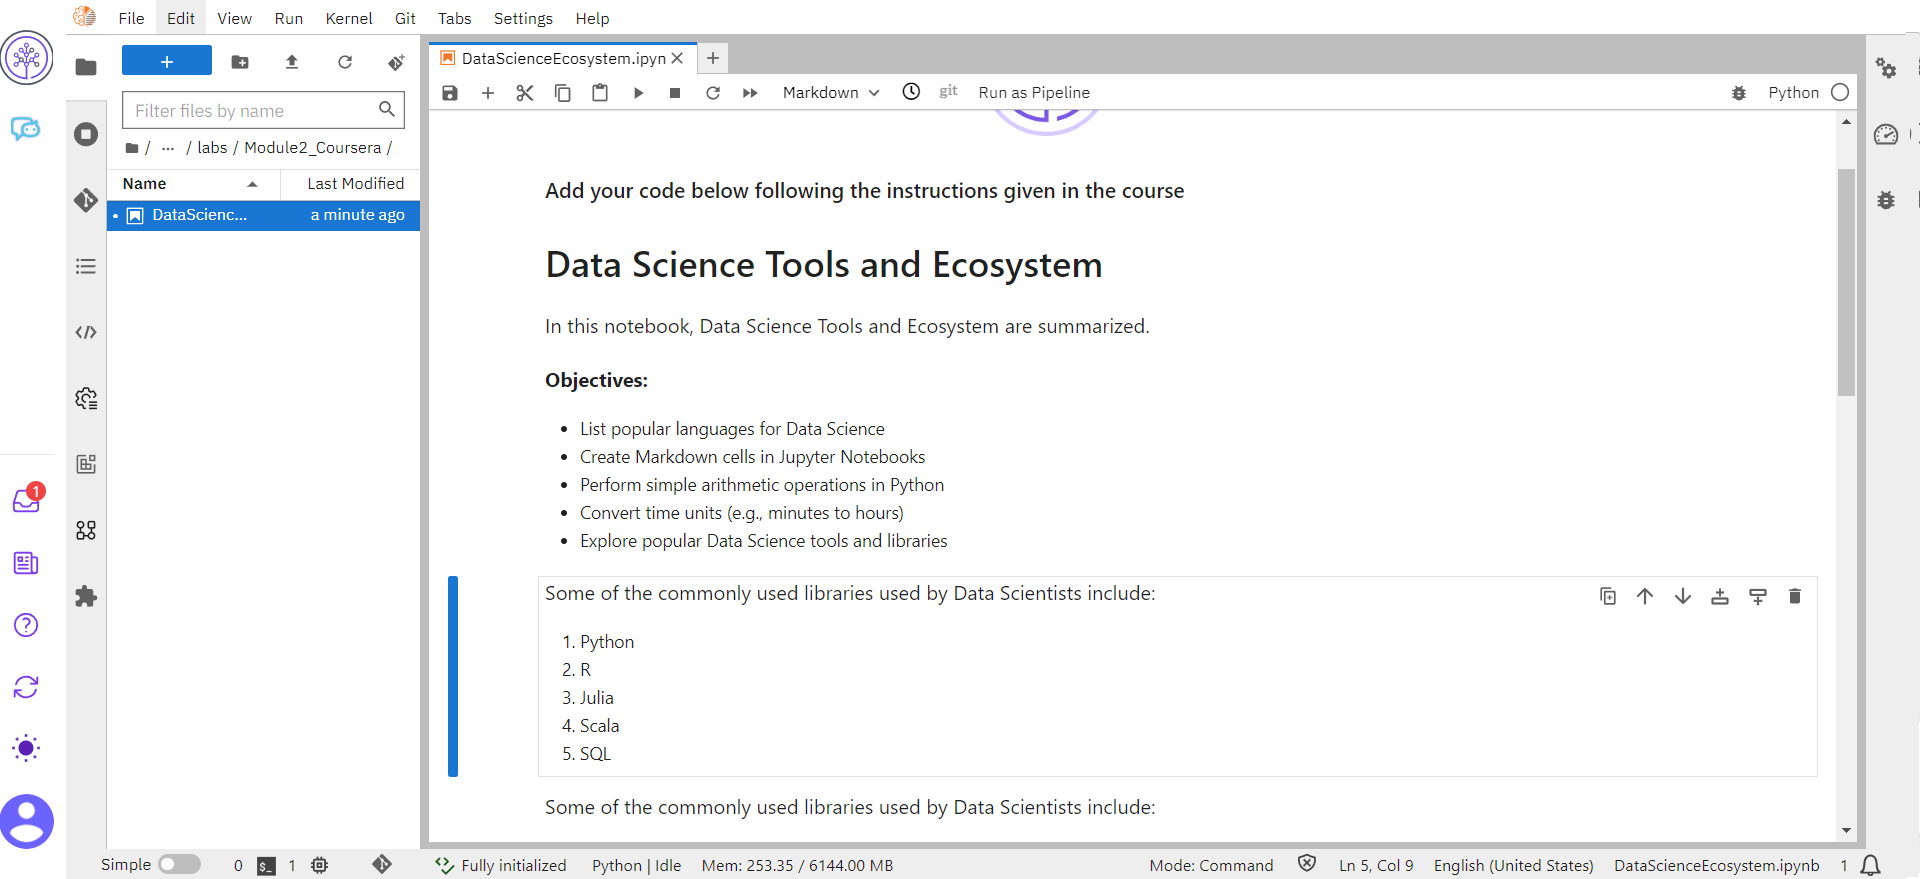 File Edit View Run Kernel Git Tabs Settings Help
+
DataScienceEcosystem.ipyn
+
Filter files by name
Markdown
git
Run as Pipeline
Python
/ ... / labs / Module2_Coursera /
Name
Last Modified
DataScienc...
a minute ago
Add your code below following the instructions given in the course
Data Science Tools and Ecosystem
In this notebook, Data Science Tools and Ecosystem are summarized.
Objectives:
• List popular languages for Data Science
• Create Markdown cells in Jupyter Notebooks
• Perform simple arithmetic operations in Python
• Convert time units (e.g., minutes to hours)
• Explore popular Data Science tools and libraries
Some of the commonly used libraries used by Data Scientists include:
1. Python
2. R
3. Julia
4. Scala
5. SQL
Some of the commonly used libraries used by Data Scientists include:
1
Simple
0
$_
1
Fully initialized
Python | Idle
Mem: 253.35 / 6144.00 MB
Mode: Command
Ln 5, Col 9
English (United States)
DataScienceEcosystem.ipynb
1